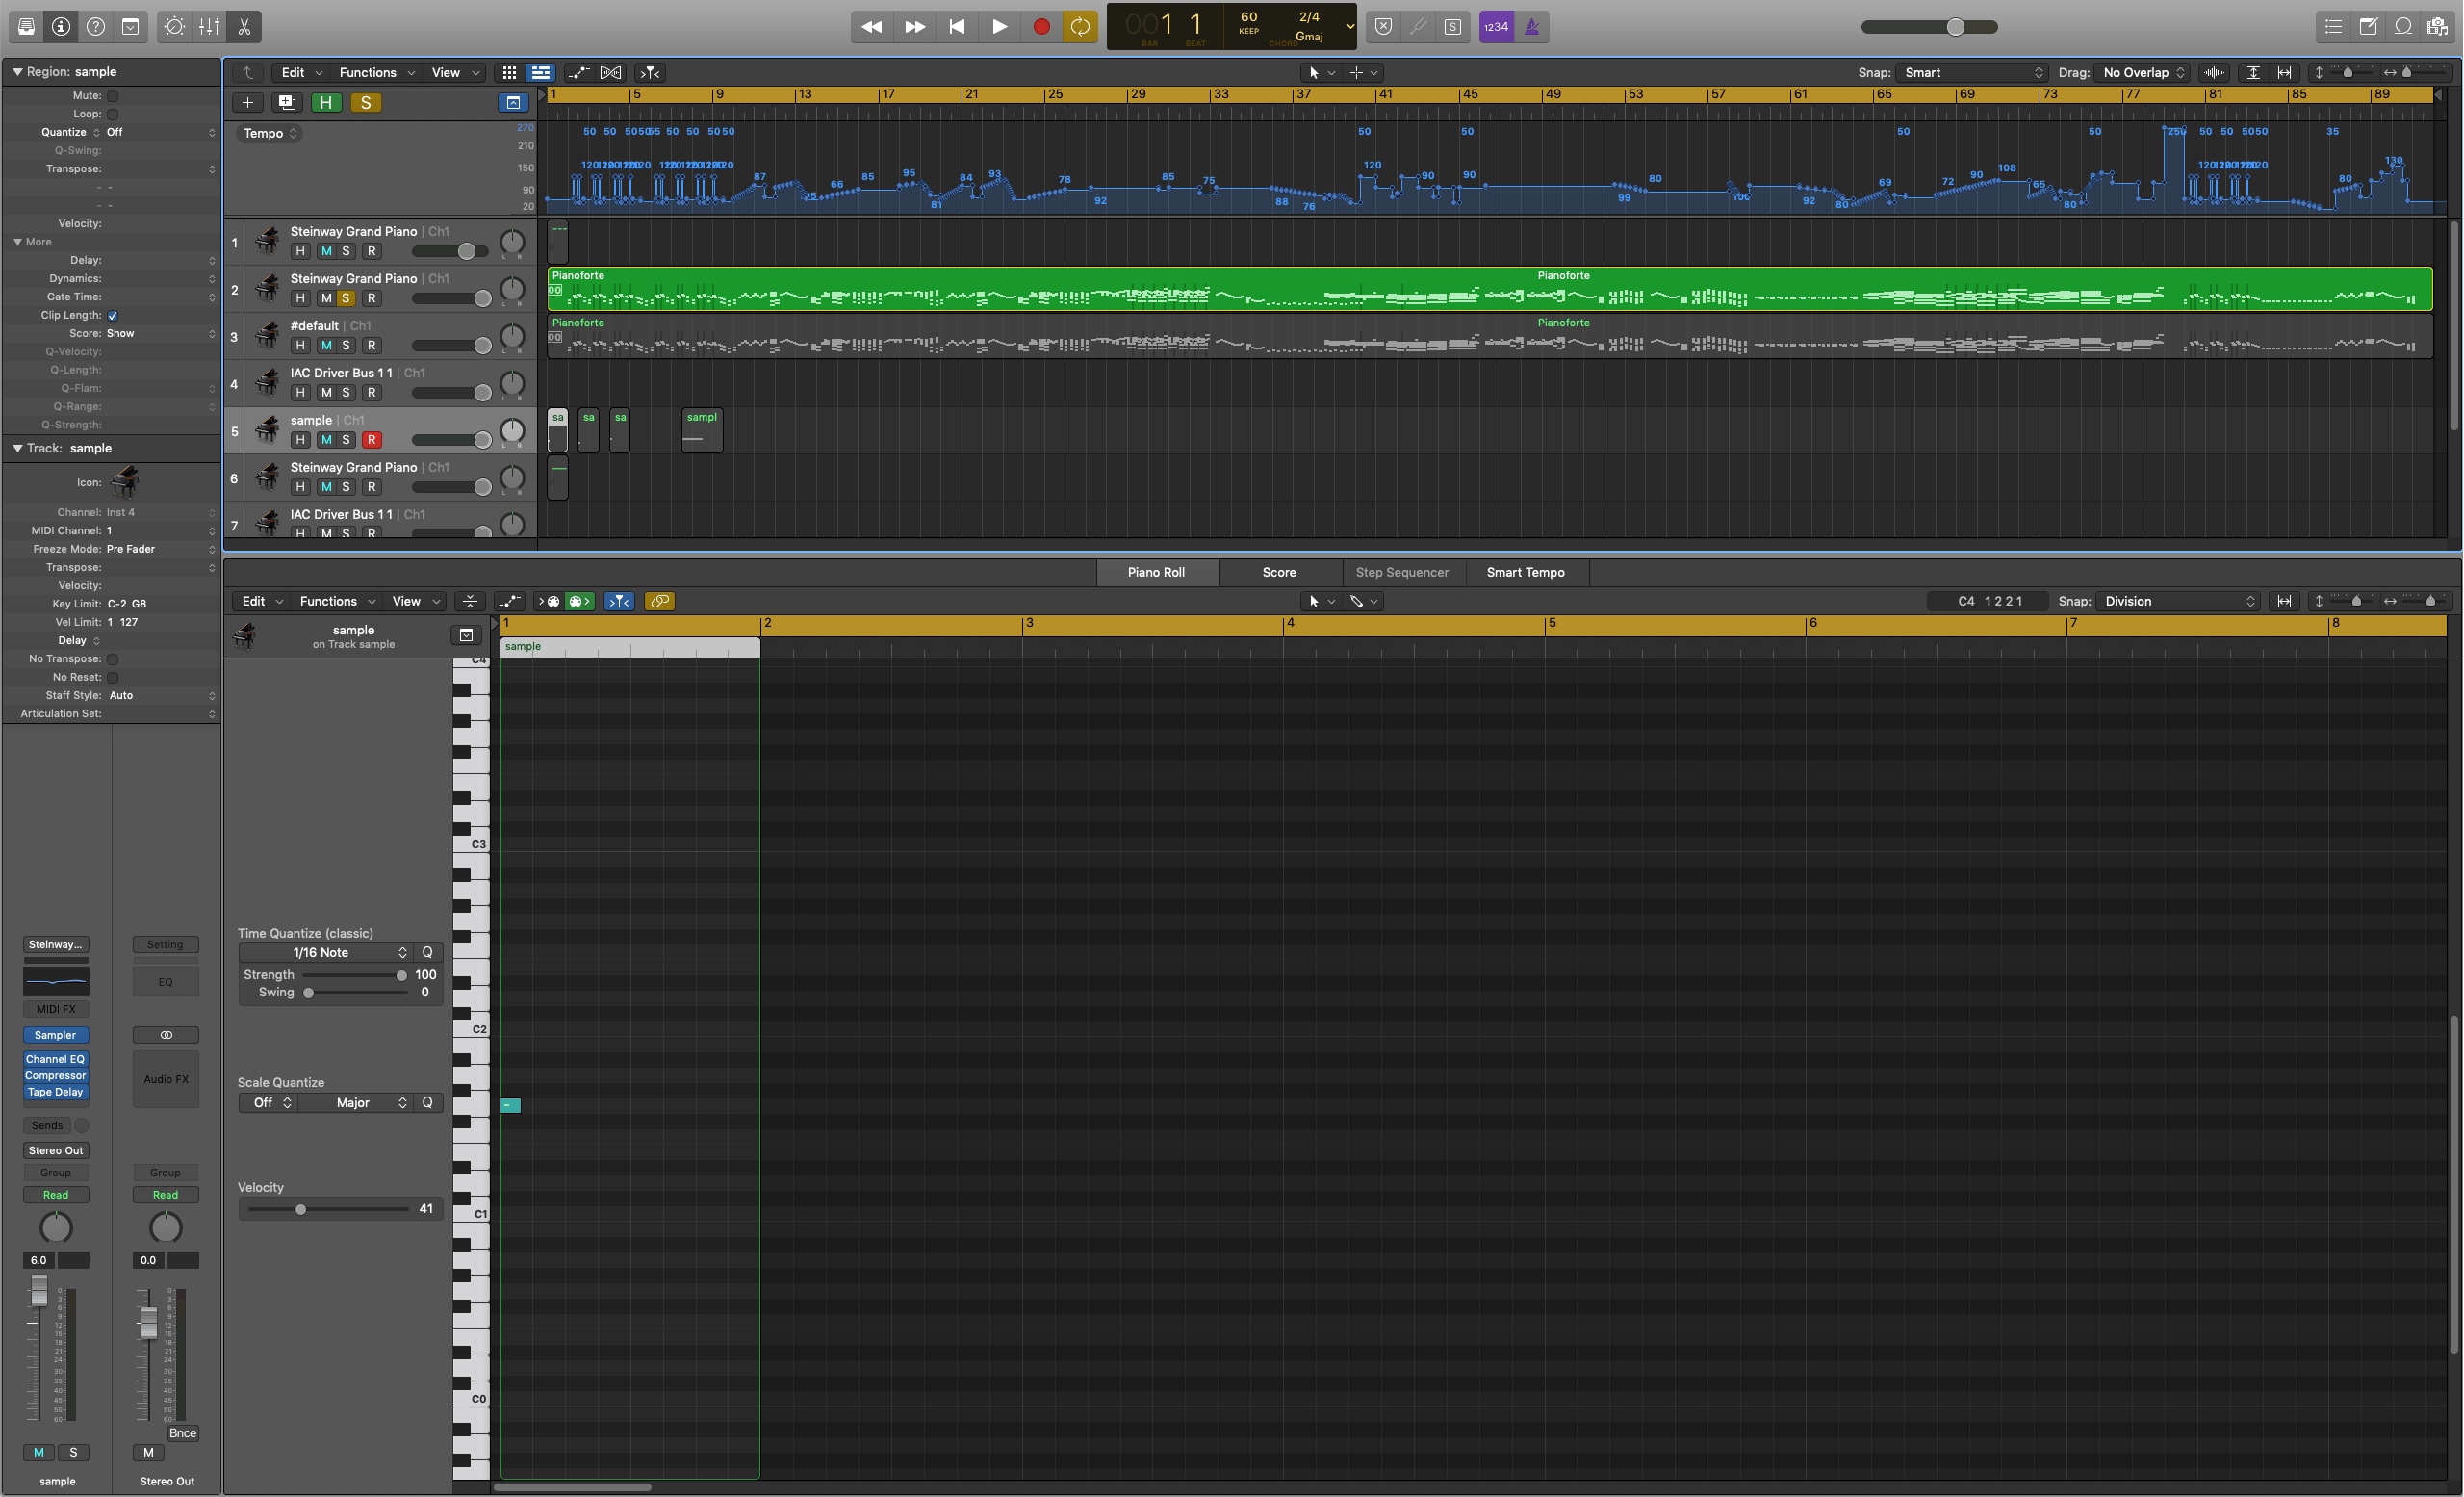 1 1
BAR BEAT
60
KEEP
2/4
Gmaj
CHORD
S
1234
Region: sample
Mute:
Loop:
Quantize Off
Q-Swing:
Transpose:
Velocity:
More
Delay:
Dynamics:
Gate Time:
Clip Length:
Score: Show
Q-Velocity:
Q-Length:
Q-Flam:
Q-Range:
Q-Strength:
Track: sample
Icon:
Channel: Inst 4
MIDI Channel: 1
Freeze Mode: Pre Fader
Transpose:
Velocity:
Key Limit: C-2 G8
Vel Limit: 1 127
Delay
No Transpose:
No Reset:
Staff Style: Auto
Articulation Set:
Steinway... Setting
EQ
MIDI FX
Sampler
Channel EQ
Compressor
Tape Delay
Audio FX
Sends
Stereo Out
Group Group
Read Read
6.0 0.0
Bnce
M S M
sample Stereo Out
Edit Functions View
Snap: Smart
Drag: No Overlap
H S
1 5 9 13 17 21 25 29 33 37 41 45 49 53 57 61 65 69 73 77 81 85 89
Tempo
270
210
150
90
20
1 Steinway Grand Piano | Ch1
H M S R
2 Steinway Grand Piano | Ch1
H M S R
Pianoforte Pianoforte
3 #default | Ch1
H M S R
Pianoforte Pianoforte
4 IAC Driver Bus 1 1 | Ch1
H M S R
5 sample | Ch1
H M S R
sa sa sa sampl
6 Steinway Grand Piano | Ch1
H M S R
7 IAC Driver Bus 1 1 | Ch1
H M S R
Piano Roll Score Step Sequencer Smart Tempo
Edit Functions View
C4 1 2 2 1
Snap: Division
sample
on Track sample
1 2 3 4 5 6 7 8
sample
C4
C3
C2
C1
C0
Time Quantize (classic)
1/16 Note Q
Strength 100
Swing 0
Scale Quantize
Off Major Q
Velocity
41